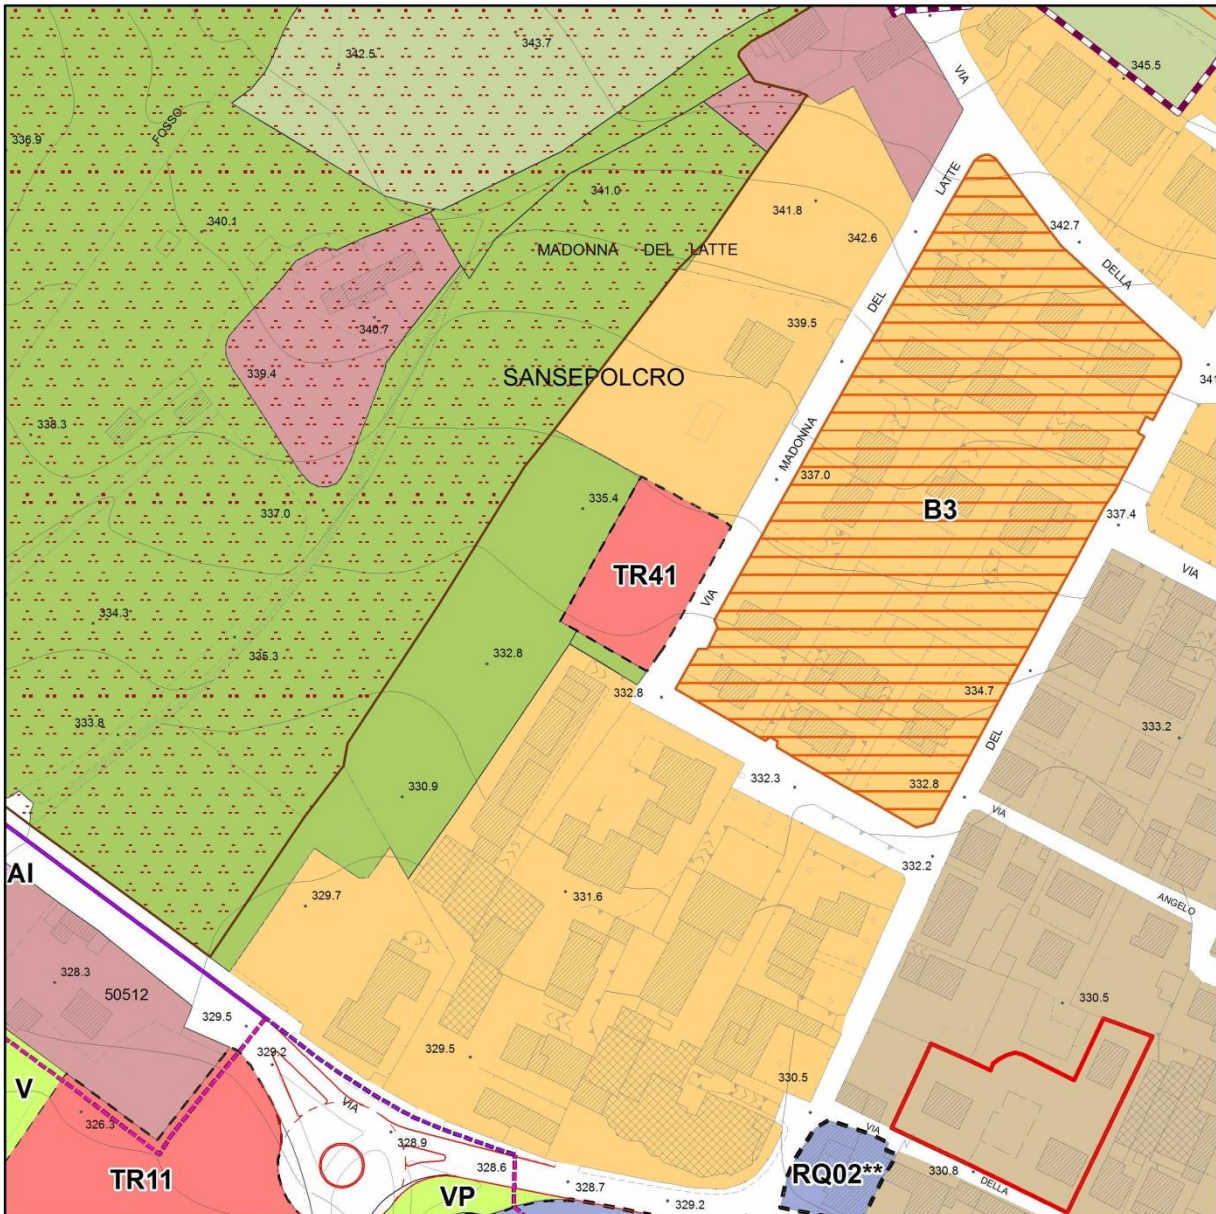 343.7
342.5
345.5
VIA
FOSSO
336.9
LATTE
341.0
341.8
340.1
342.7
342.6
MADONNA DEL LATTE
DELLA
DEL
340.7
339.5
341
339.4
SANSEPOLCRO
338.3
MADONNA
337.0
335.4
B3
337.0
337.4
VIA
TR41
VIA
334.3
335.3
332.8
332.8
334.7
333.8
333.2
DEL
332.3
332.8
330.9
VIA
332.2
AI
331.6
329.7
ANGELO
328.3
50512
330.5
329.5
329.2
329.5
V
330.5
326.3
VIA
VIA
328.9
TR11
328.6
RQ02**
330.8
VP
328.7
DELLA
329.2